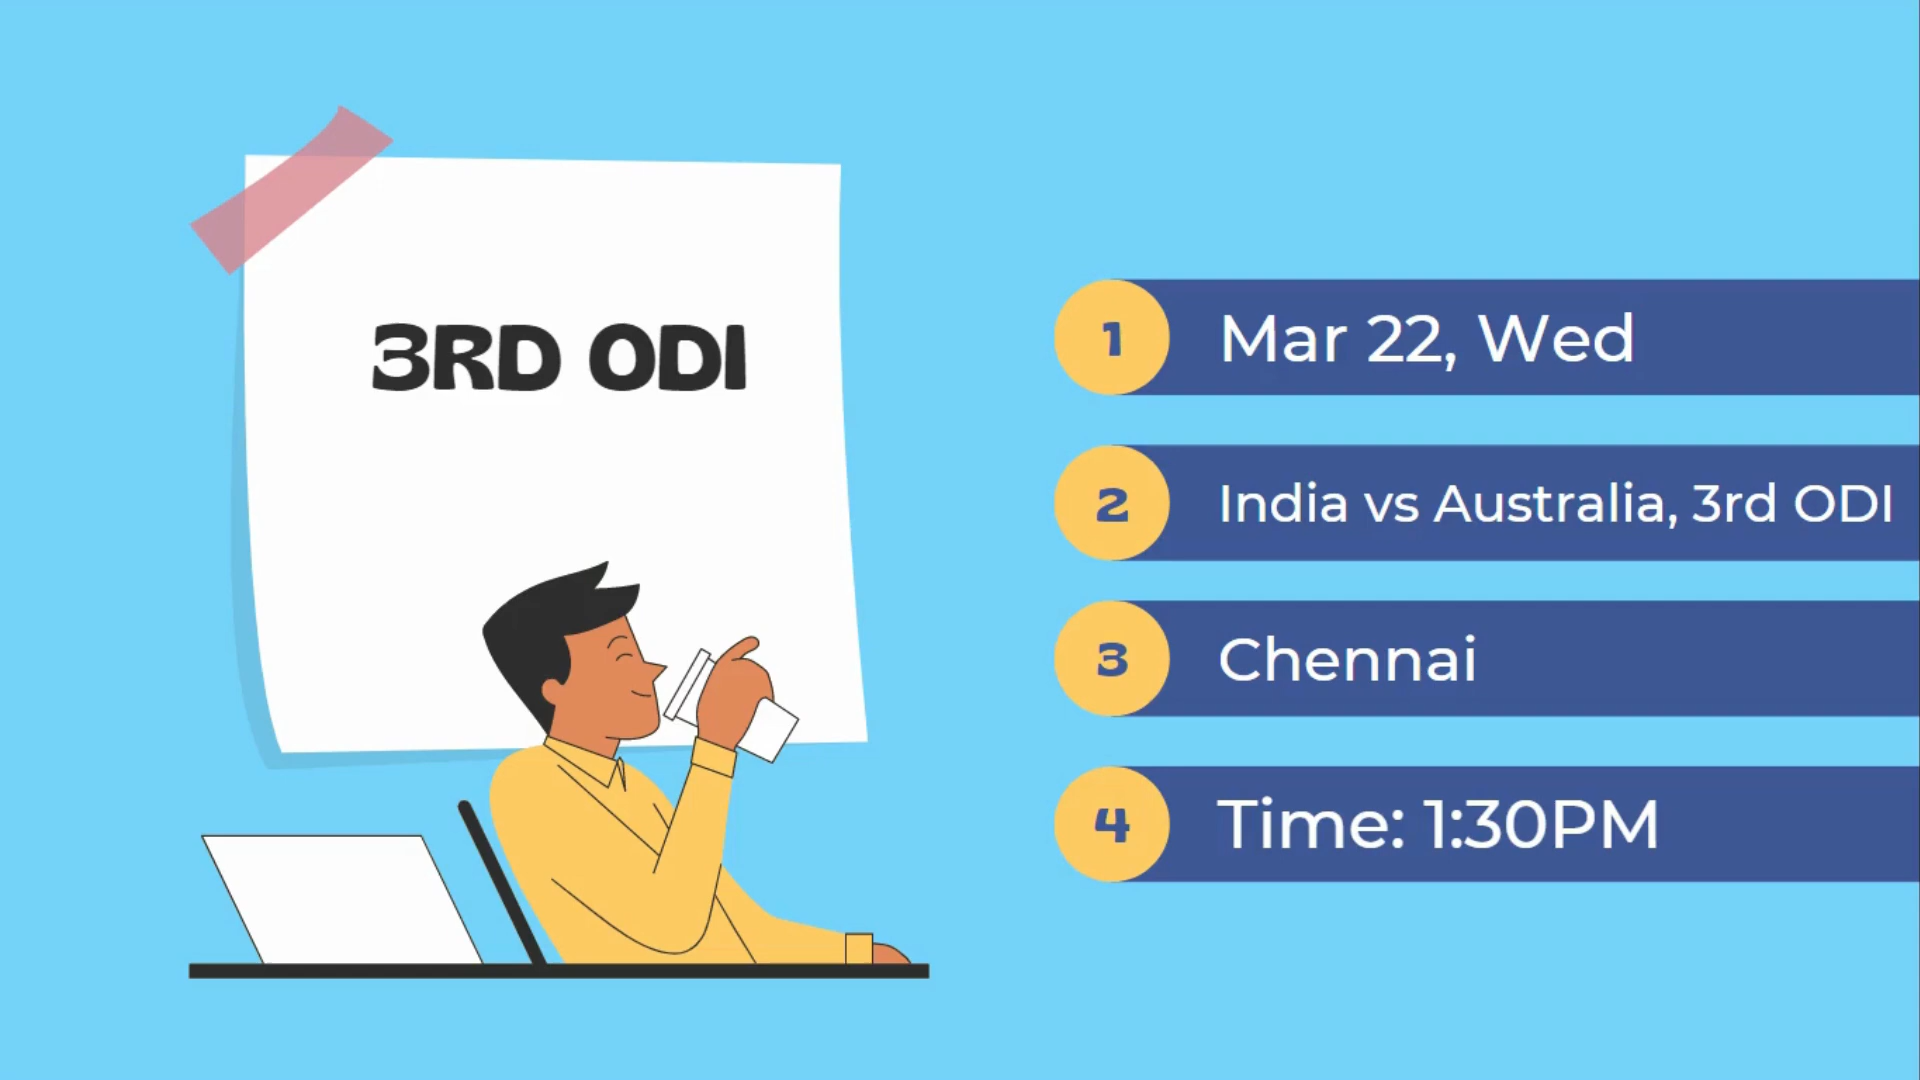 3RD ODI
1 Mar 22, Wed
2 India vs Australia, 3rd ODI
3 Chennai
4 Time: 1:30PM